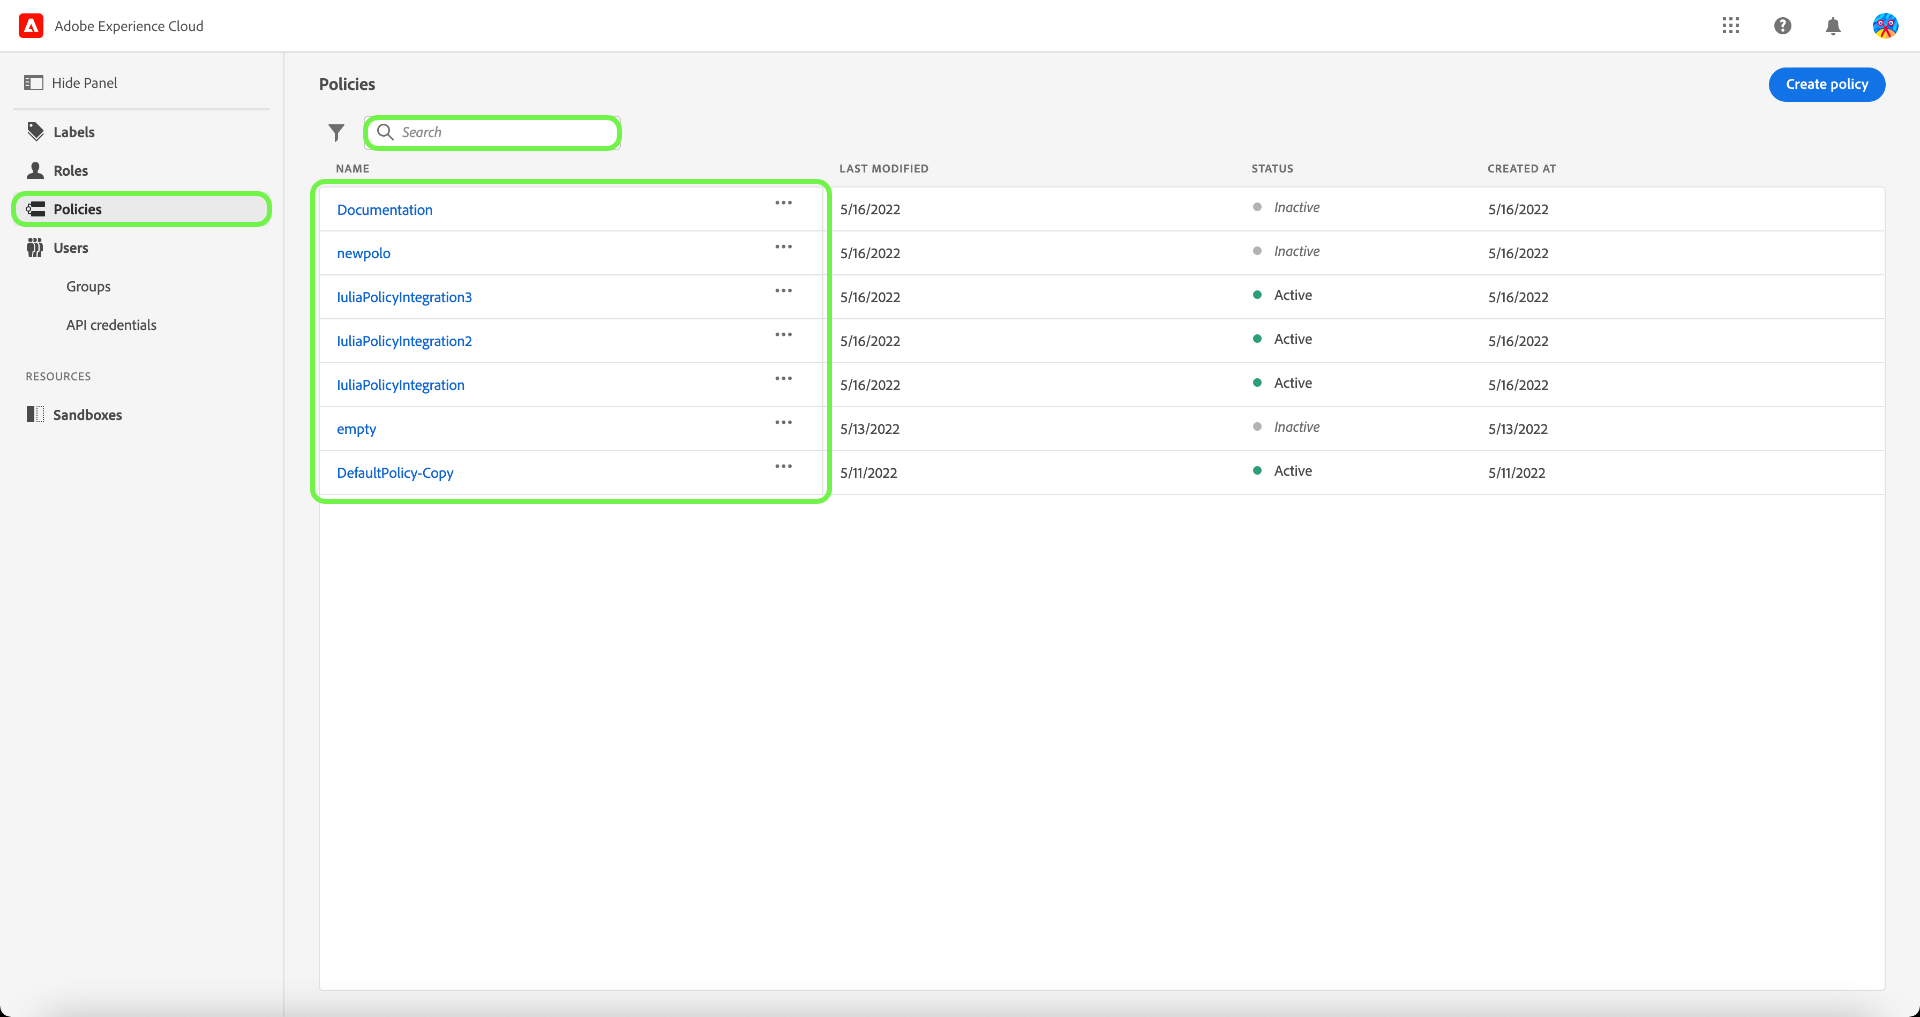 Adobe Experience Cloud
Hide Panel
Labels
Roles
Policies
Users
Groups
API credentials
RESOURCES
Sandboxes
Policies
Create policy
Search
NAME LAST MODIFIED STATUS CREATED AT
Documentation 5/16/2022 Inactive 5/16/2022
newpolo 5/16/2022 Inactive 5/16/2022
IuliaPolicyIntegration3 5/16/2022 Active 5/16/2022
IuliaPolicyIntegration2 5/16/2022 Active 5/16/2022
IuliaPolicyIntegration 5/16/2022 Active 5/16/2022
empty 5/13/2022 Inactive 5/13/2022
DefaultPolicy-Copy 5/11/2022 Active 5/11/2022